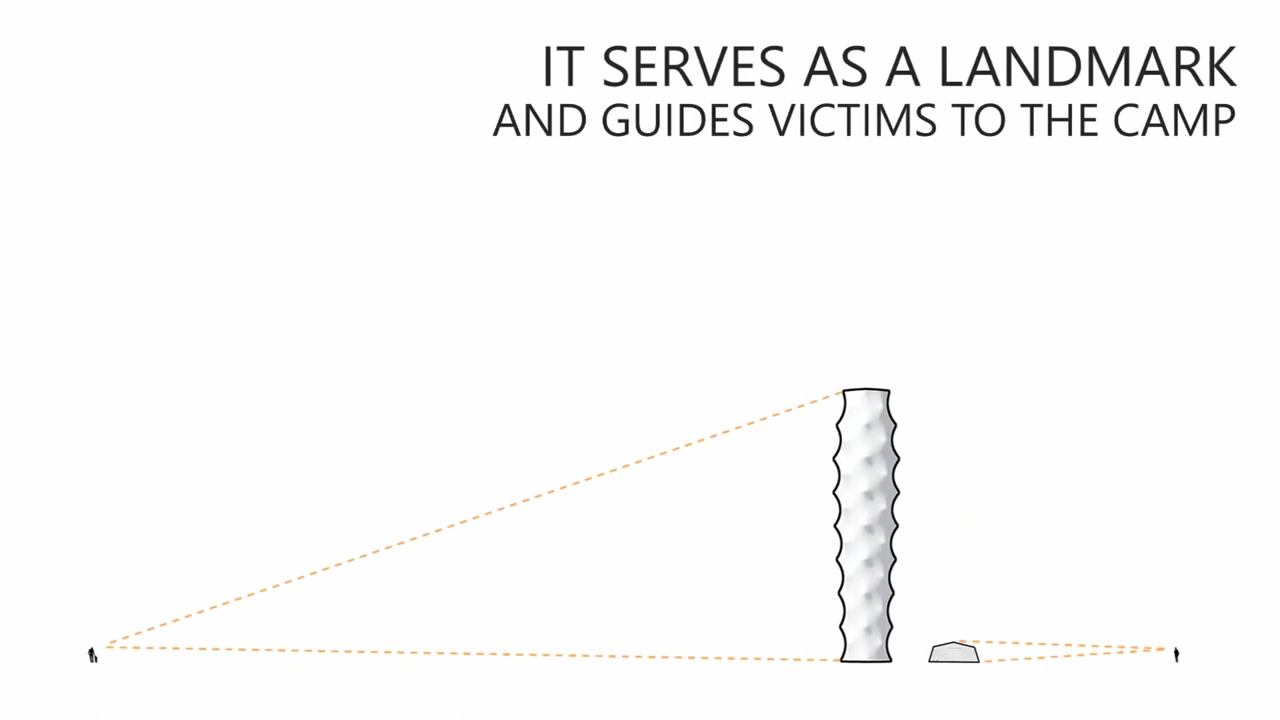 IT SERVES AS A LANDMARK
AND GUIDES VICTIMS TO THE CAMP